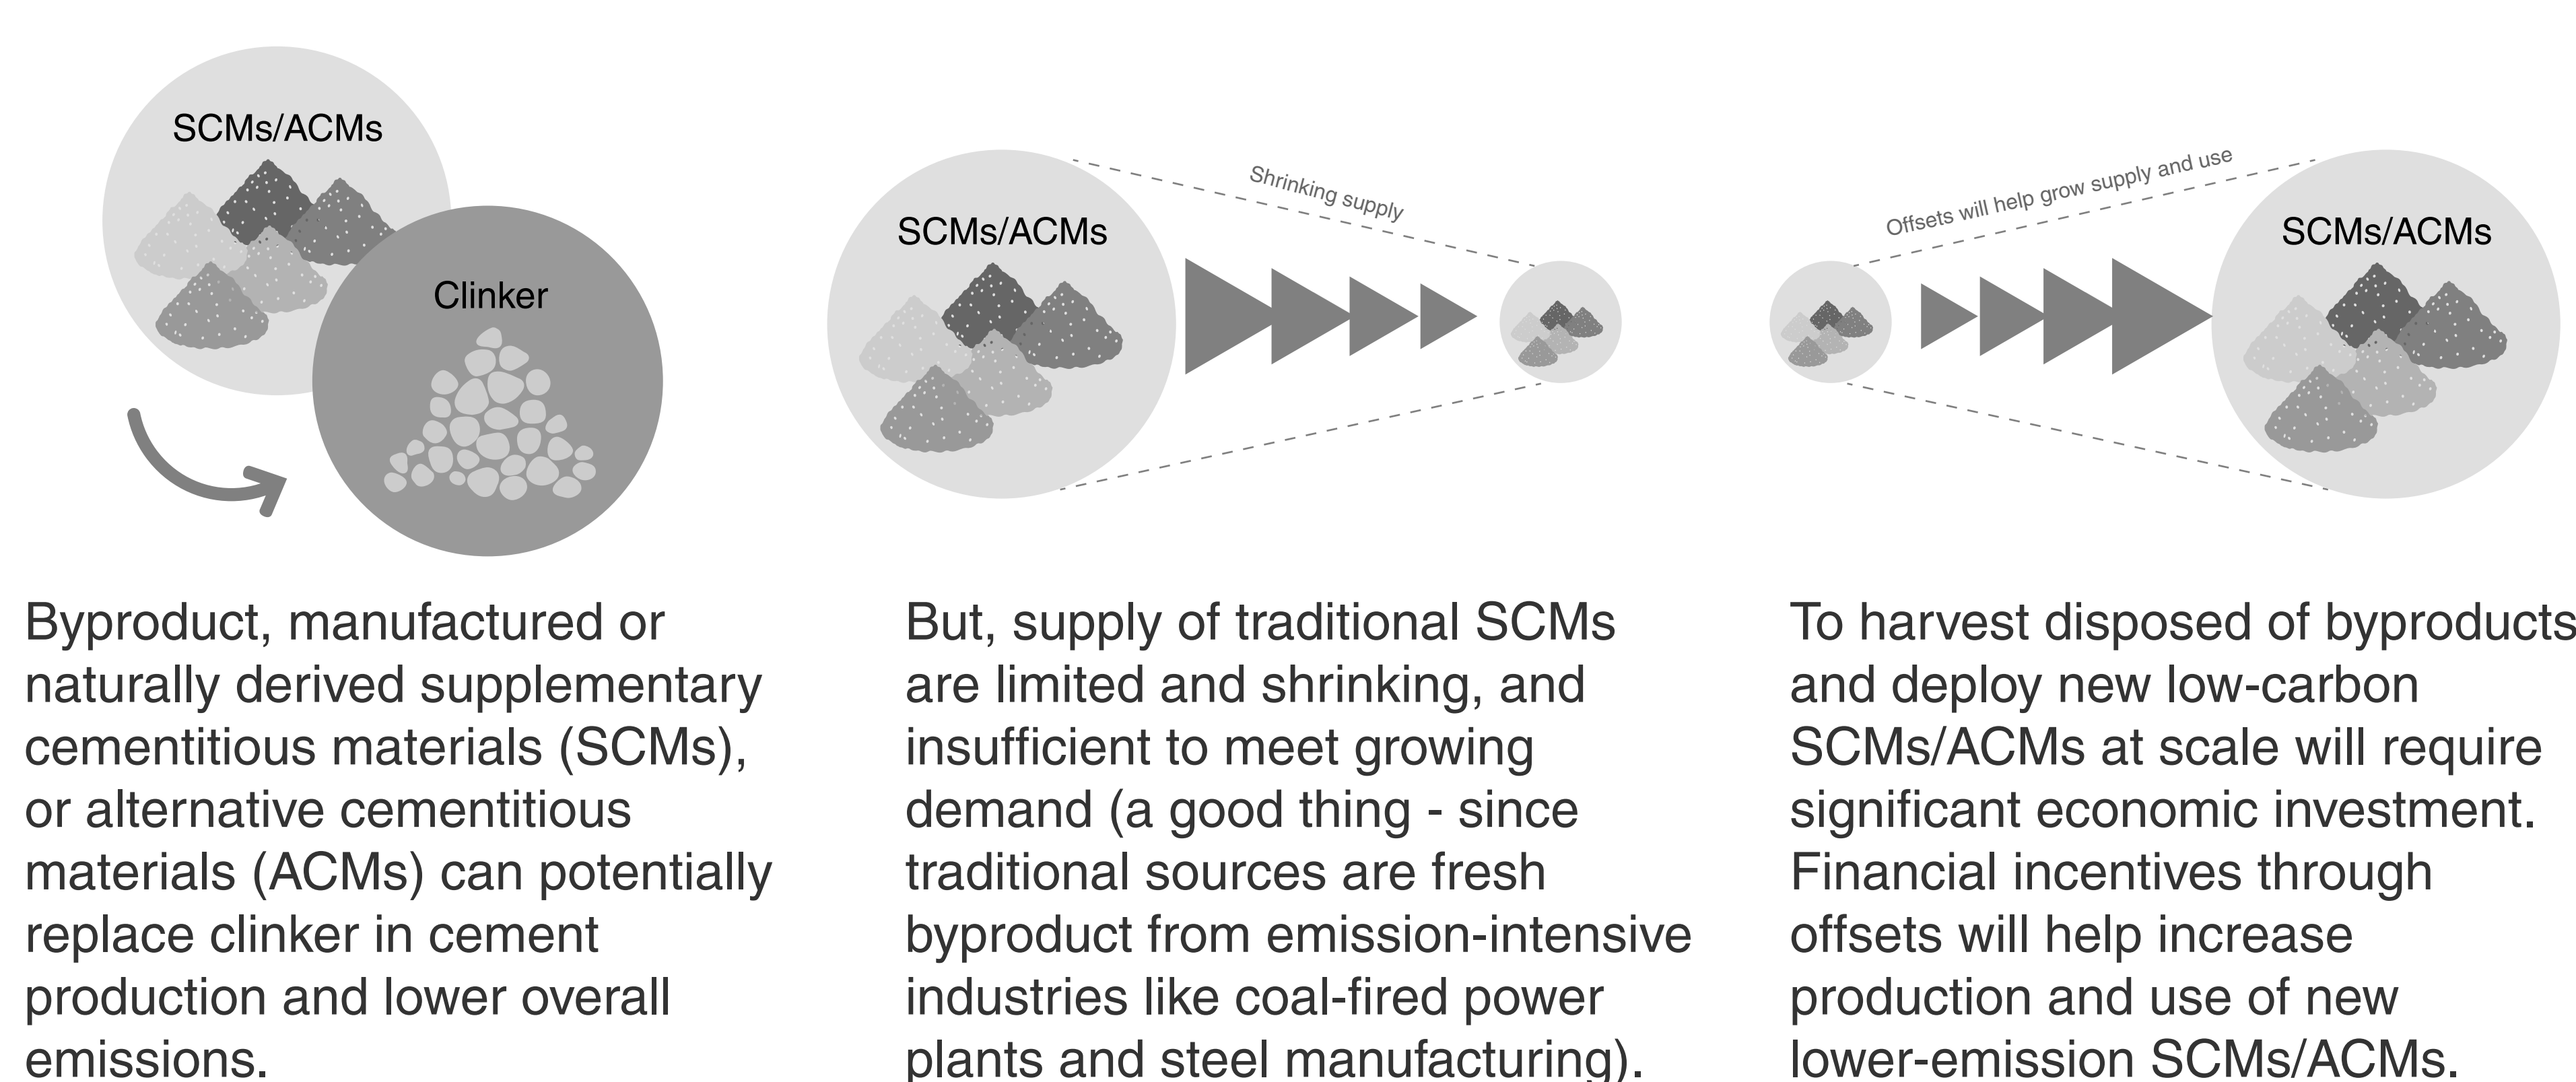 SCMs/ACMs
Clinker
Byproduct, manufactured or
naturally derived supplementary
cementitious materials (SCMs),
or alternative cementitious
materials (ACMs) can potentially
replace clinker in cement
production and lower overall
emissions.
SCMs/ACMs
Shrinking supply
But, supply of traditional SCMs
are limited and shrinking, and
insufficient to meet growing
demand (a good thing - since
traditional sources are fresh
byproduct from emission-intensive
industries like coal-fired power
plants and steel manufacturing).
Offsets will help grow supply and use
SCMs/ACMs
To harvest disposed of byproducts
and deploy new low-carbon
SCMs/ACMs at scale will require
significant economic investment.
Financial incentives through
offsets will help increase
production and use of new
lower-emission SCMs/ACMs.